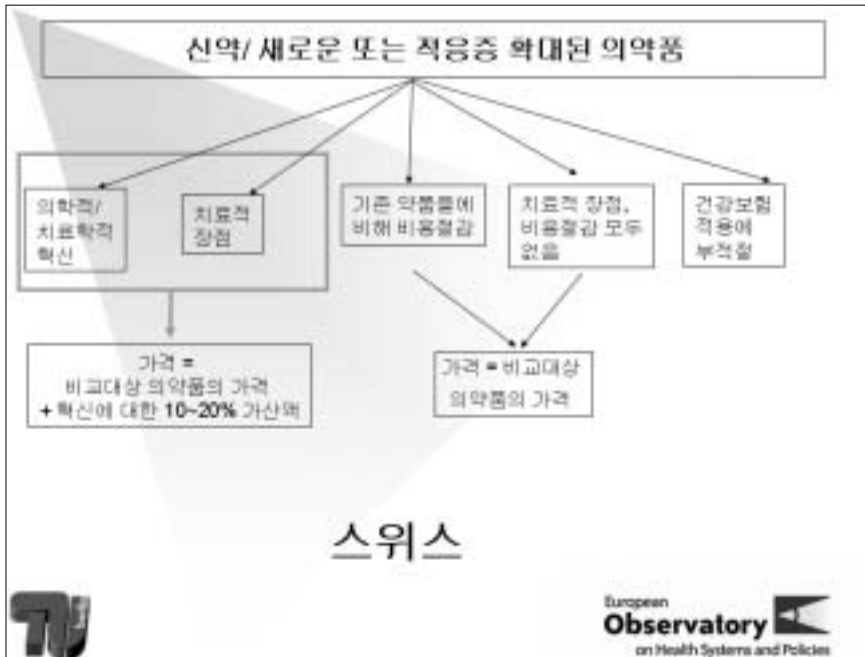 신약/ 새로운 또는 적응증 확대된 의약품
의학적/
치료학적
혁신
치료적
장점
기존 약품들에
비해 비용절감
치료적 장점,
비용절감 모두
없음
건강보험
적용에
부적절
가격 =
비교대상 의약품의 가격
+ 혁신에 대한 10~20% 가산액
가격 = 비교대상
의약품의 가격
스위스
European
Observatory
on Health Systems and Policies